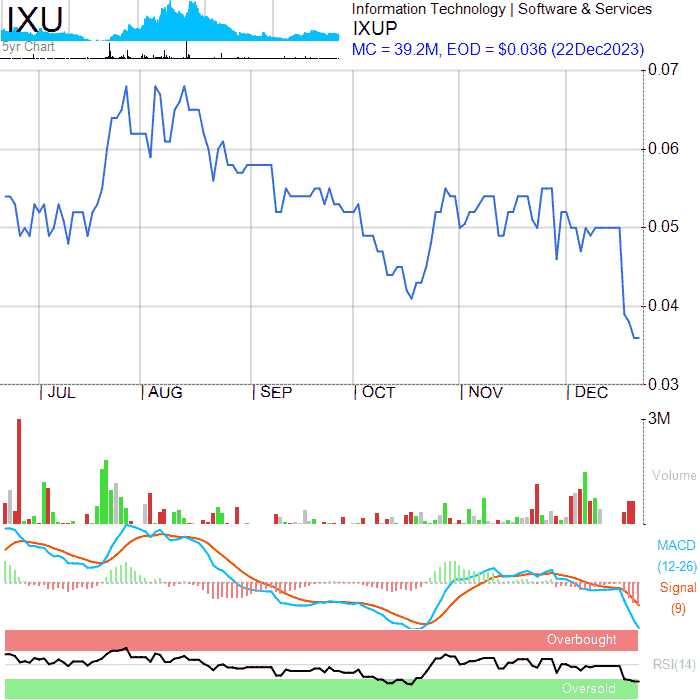 IXU
5yr Chart
Information Technology | Software & Services
IXUP
MC = 39.2M, EOD = $0.036 (22Dec2023)
0.07
0.06
0.05
0.04
0.03
JUL AUG SEP OCT NOV DEC
3M
Volume
MACD
(12-26)
Signal
(9)
Overbought
RSI(14)
Oversold